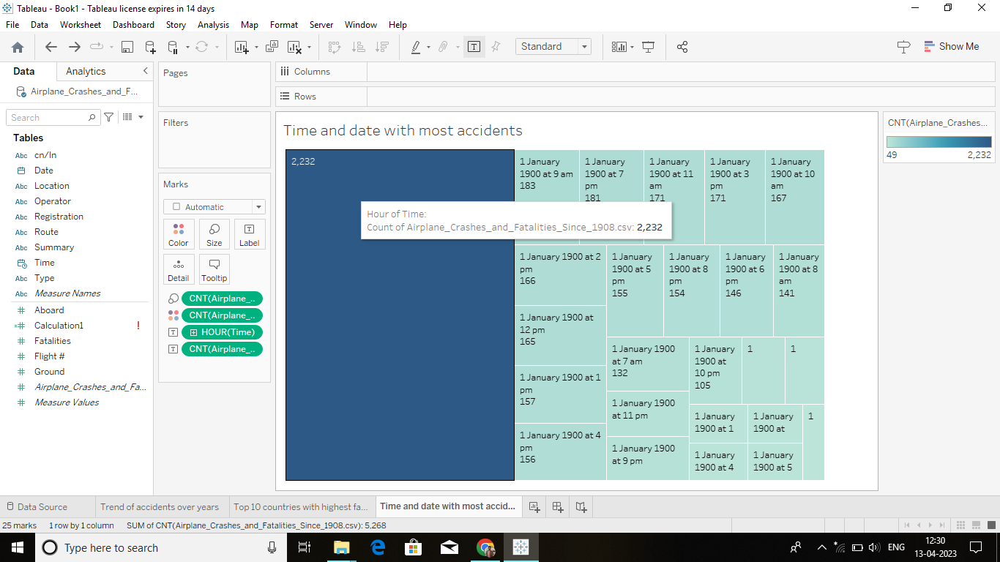 Tableau - Book1 - Tableau license expires in 14 days
File Data Worksheet Dashboard Story Analysis Map Format Server Window Help
Standard
Show Me
Data Analytics
Airplane_Crashes_and_F...
Search
Tables
Abc cn/In
Date
Abc Location
Abc Operator
Abc Registration
Abc Route
Abc Summary
Time
Abc Type
Abc Measure Names
# Aboard
=# Calculation1 !
# Fatalities
# Flight #
# Ground
# Airplane_Crashes_and_Fa...
# Measure Values
Pages
Filters
Marks
Automatic
Color Size Label
Detail Tooltip
CNT(Airplane_..
CNT(Airplane_..
HOUR(Time)
CNT(Airplane_..
Columns
Rows
Time and date with most accidents
2,232
1 January
1900 at 9 am
183
1 January
1900 at 7
pm
181
1 January
1900 at 11
am
171
1 January
1900 at 3
pm
171
1 January
1900 at 10
am
167
Hour of Time:
Count of Airplane_Crashes_and_Fatalities_Since_1908.csv: 2,232
1 January 1900 at 2
pm
166
1 January
1900 at 5
pm
155
1 January
1900 at 8
pm
154
1 January
1900 at 6
pm
146
1 January
1900 at 8
am
141
1 January 1900 at
12 pm
165
1 January 1900 at 1
pm
157
1 January 1900 at 4
pm
156
1 January 1900
at 7 am
132
1 January
1900 at
10 pm
105
1
1
1 January 1900
at 11 pm
1 January 1900
at 9 pm
1 January
1900 at 1
1 January
1900 at
1
1 January
1900 at 4
1 January
1900 at 5
CNT(Airplane_Crashes...
49 2,232
Data Source Trend of accidents over years Top 10 countries with highest fa... Time and date with most accid...
25 marks 1 row by 1 column SUM of CNT(Airplane_Crashes_and_Fatalities_Since_1908.csv): 5,268
Type here to search
ENG
12:30
13-04-2023